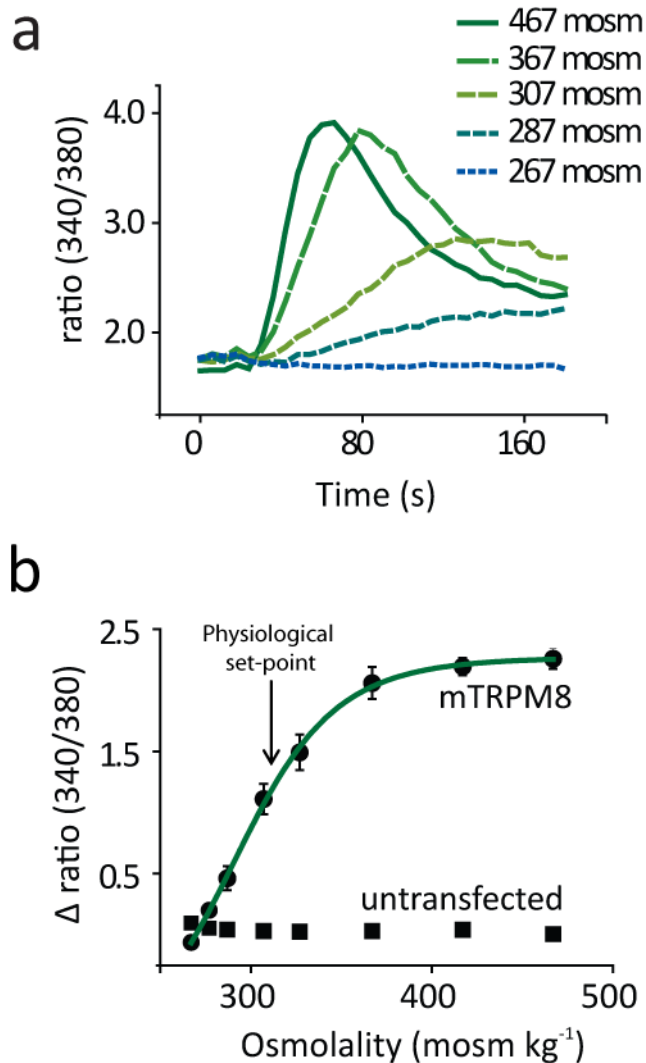 a
467 mosm
367 mosm
307 mosm
287 mosm
267 mosm
4.0
3.0
2.0
ratio (340/380)
0
80
160
Time (s)
b
2.5
1.5
0.5
Δ ratio (340/380)
Physiological
set-point
mTRPM8
untransfected
300
400
500
Osmolality (mosm kg⁻¹)